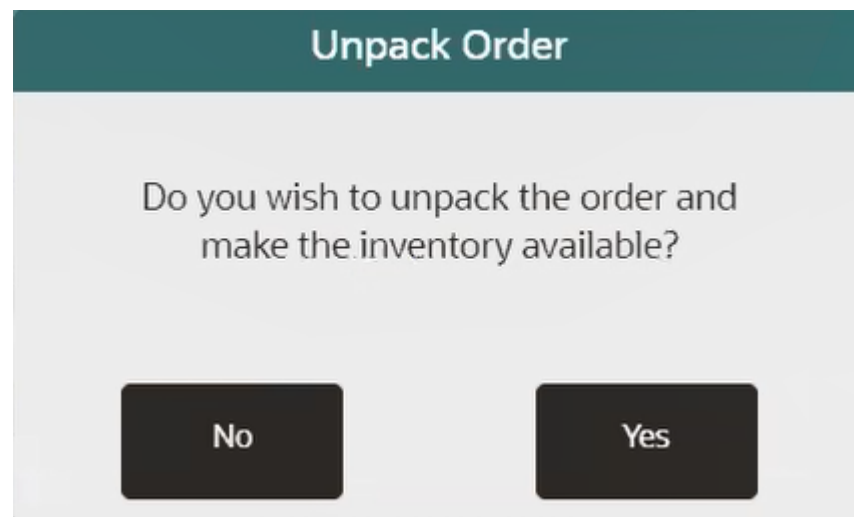 Unpack Order
Do you wish to unpack the order and
make the inventory available?
No
Yes